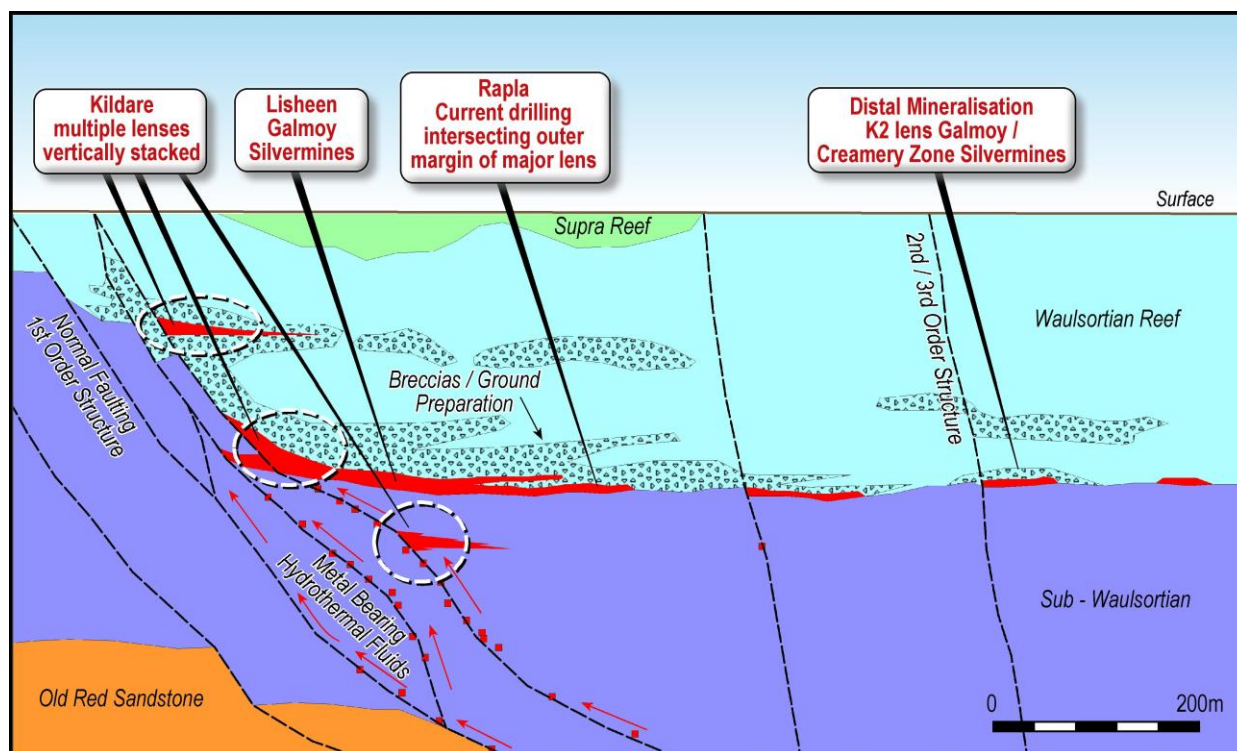 Kildare
multiple lenses
vertically stacked
Lisheen
Galmoy
Silvermines
Rapla
Current drilling
intersecting outer
margin of major lens
Distal Mineralisation
K2 lens Galmoy /
Creamery Zone Silvermines
Surface
Supra Reef
Normal Faulting
1st Order Structure
Breccias / Ground
Preparation
2nd / 3rd Order Structure
Waulsortian Reef
Metal Bearing
Hydrothermal Fluids
Sub - Waulsortian
Old Red Sandstone
0 200m